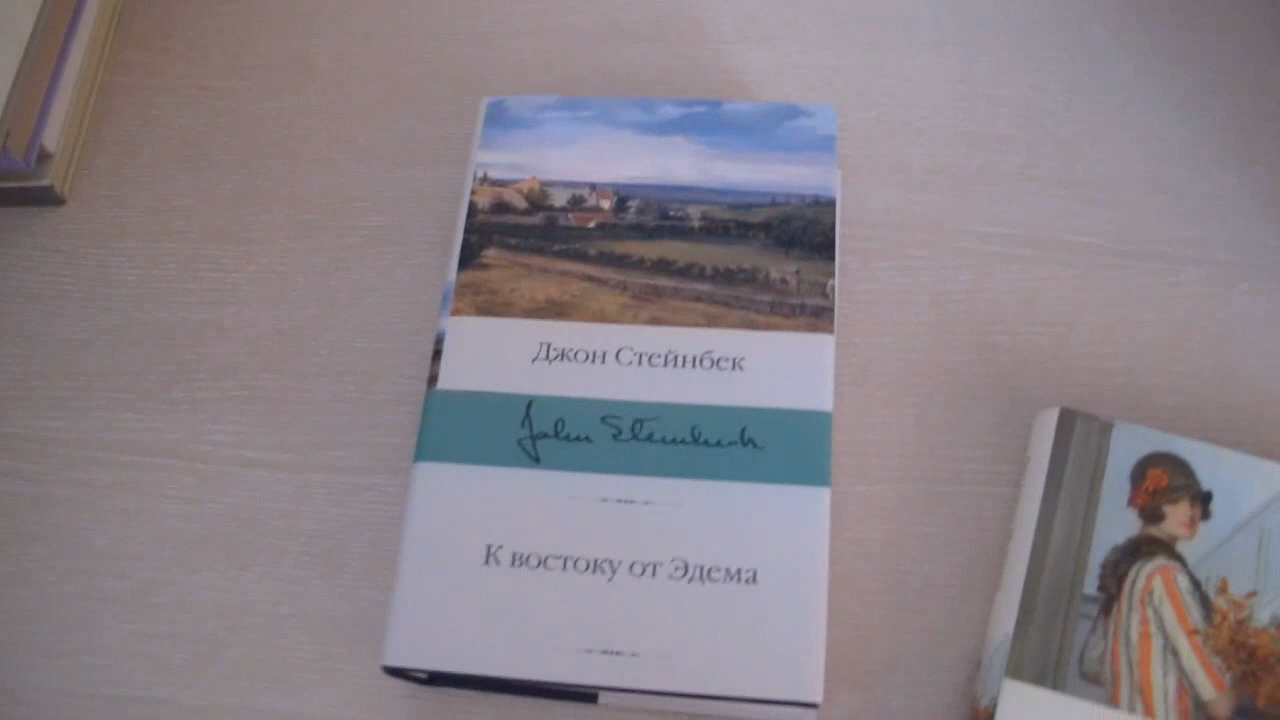 Джон Стейнбек
John Steinbeck
К востоку от Эдема